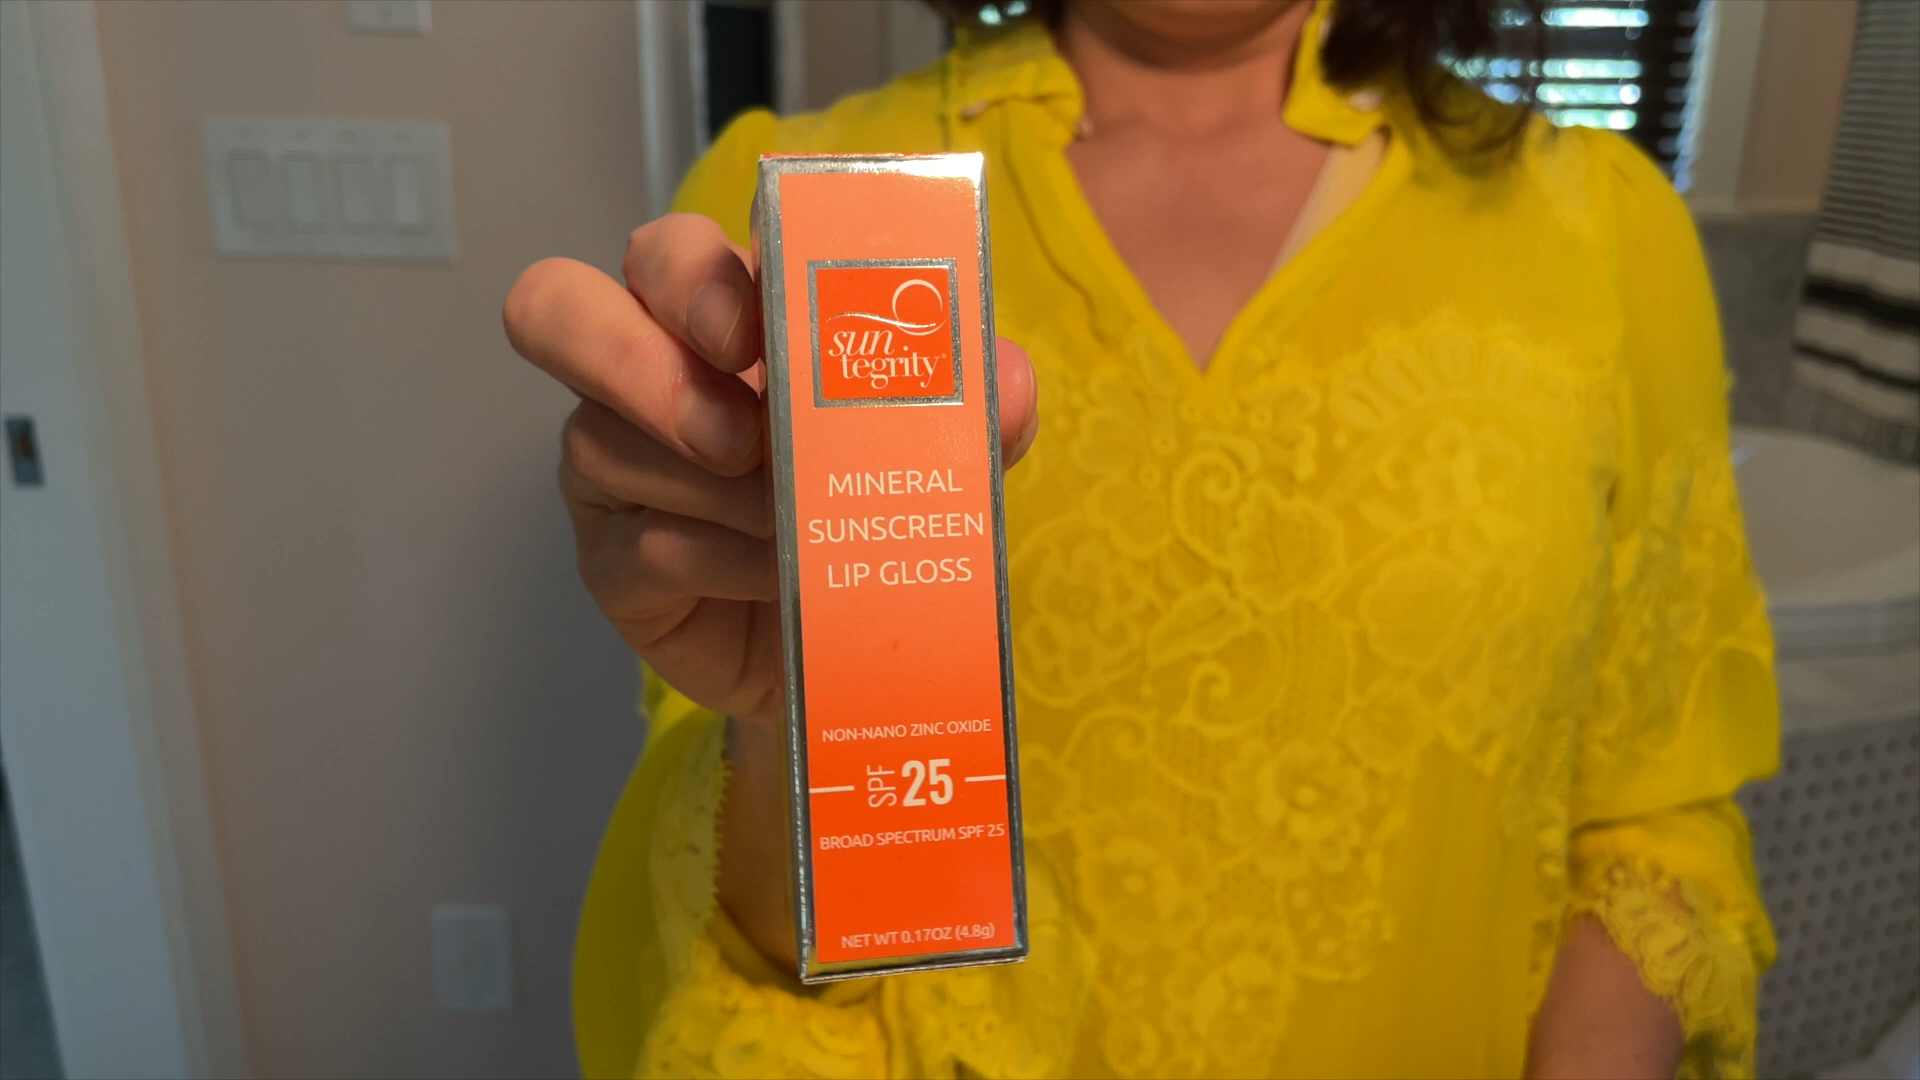 sun
tegrity®
MINERAL
SUNSCREEN
LIP GLOSS
NON-NANO ZINC OXIDE
SPF 25
BROAD SPECTRUM SPF 25
NET WT 0.17OZ (4.8g)